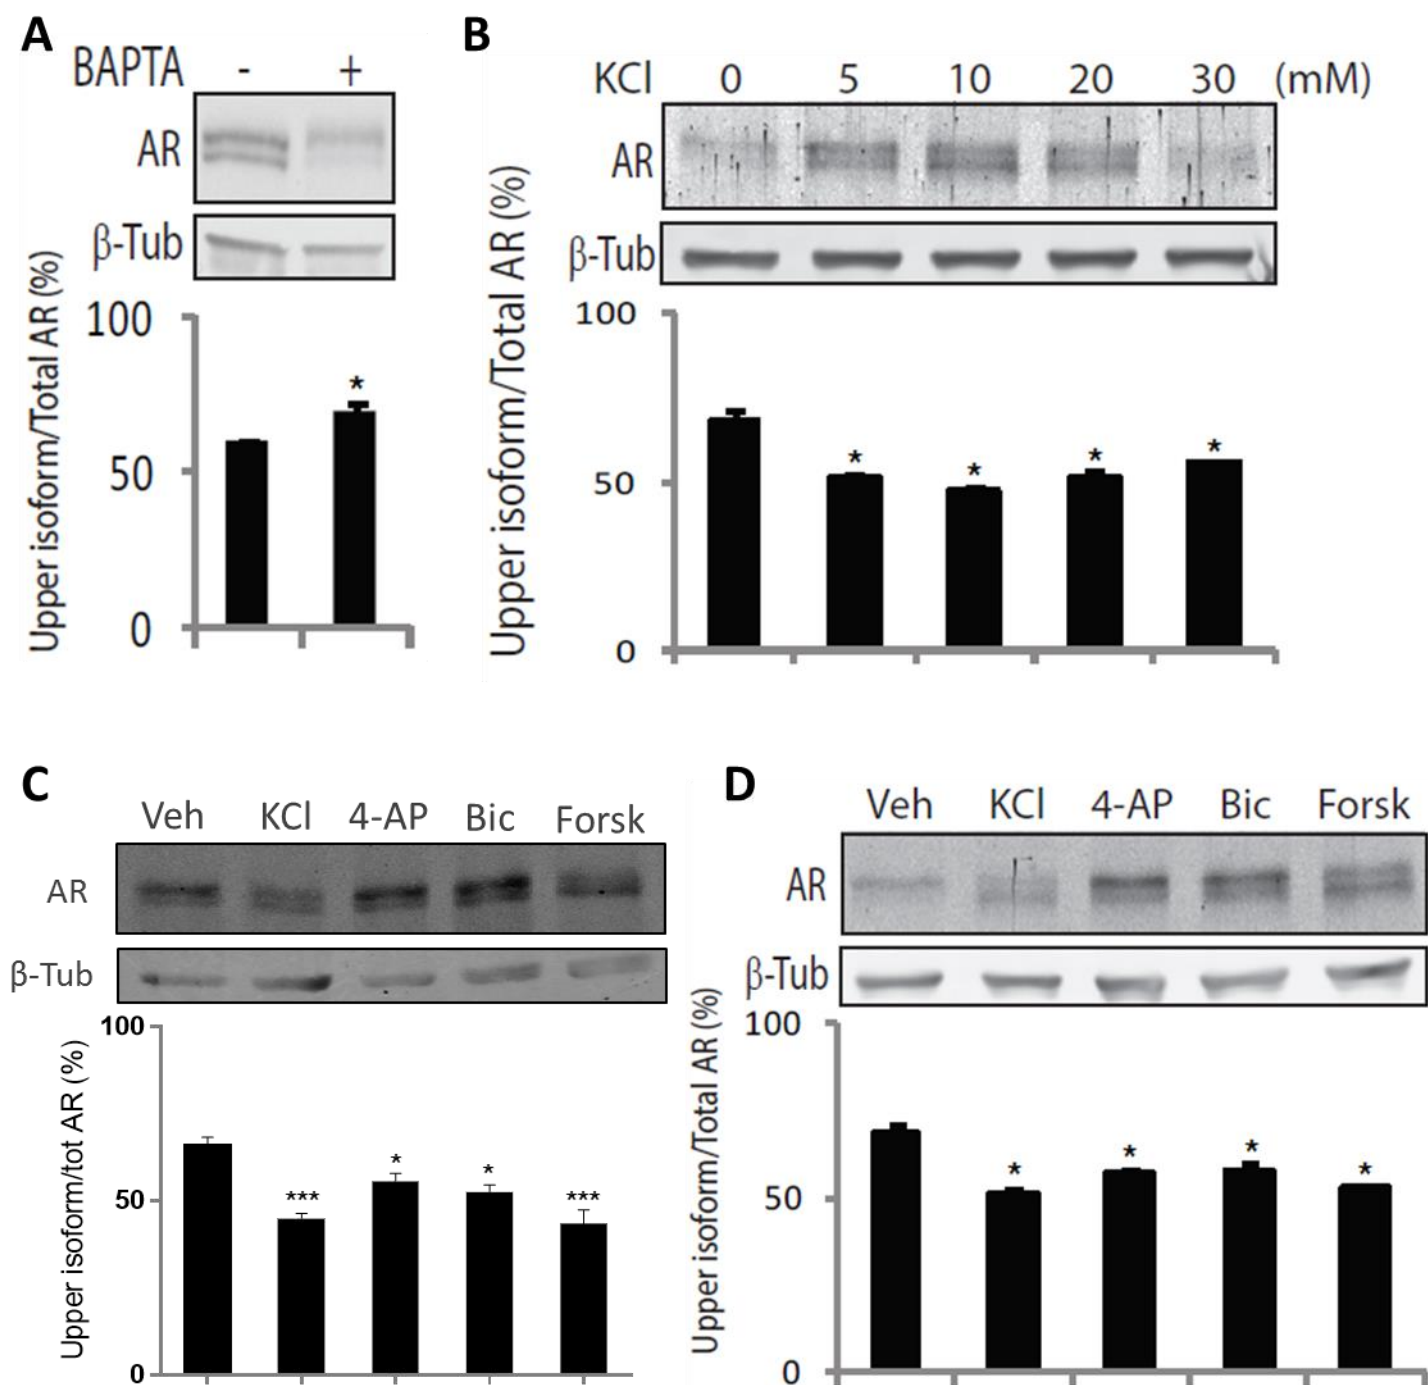 A
BAPTA - +
AR
β-Tub
Upper isoform/Total AR (%)
100
*
50
0
B
KCl 0 5 10 20 30 (mM)
AR
β-Tub
Upper isoform/Total AR (%)
100
* * * *
50
0
C
Veh KCl 4-AP Bic Forsk
AR
β-Tub
Upper isoform/tot AR (%)
100
*** * * ***
50
0
D
Veh KCl 4-AP Bic Forsk
AR
β-Tub
Upper isoform/Total AR (%)
100
* * * *
50
0